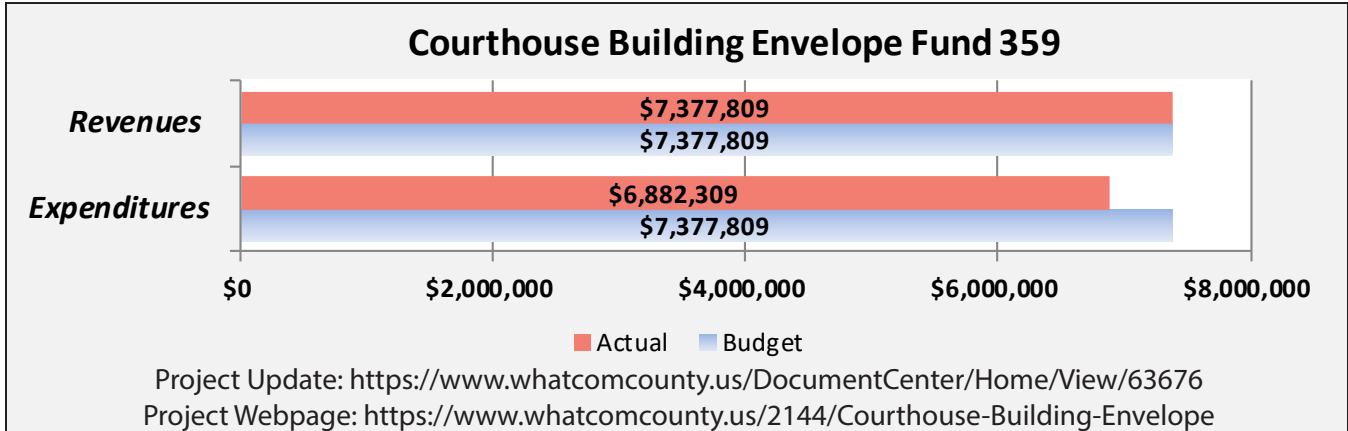 Courthouse Building Envelope Fund 359
Revenues
$7,377,809
$7,377,809
Expenditures
$6,882,309
$7,377,809
$0 $2,000,000 $4,000,000 $6,000,000 $8,000,000
Actual Budget
Project Update: https://www.whatcomcounty.us/DocumentCenter/Home/View/63676
Project Webpage: https://www.whatcomcounty.us/2144/Courthouse-Building-Envelope